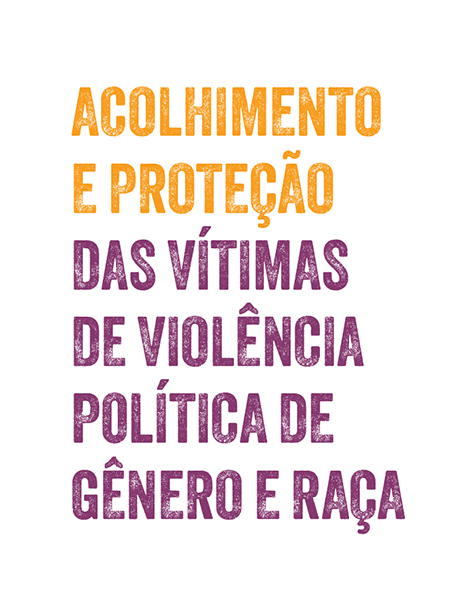 ACOLHIMENTO
E PROTEÇÃO
DAS VÍTIMAS
DE VIOLÊNCIA
POLÍTICA DE
GÊNERO E RAÇA